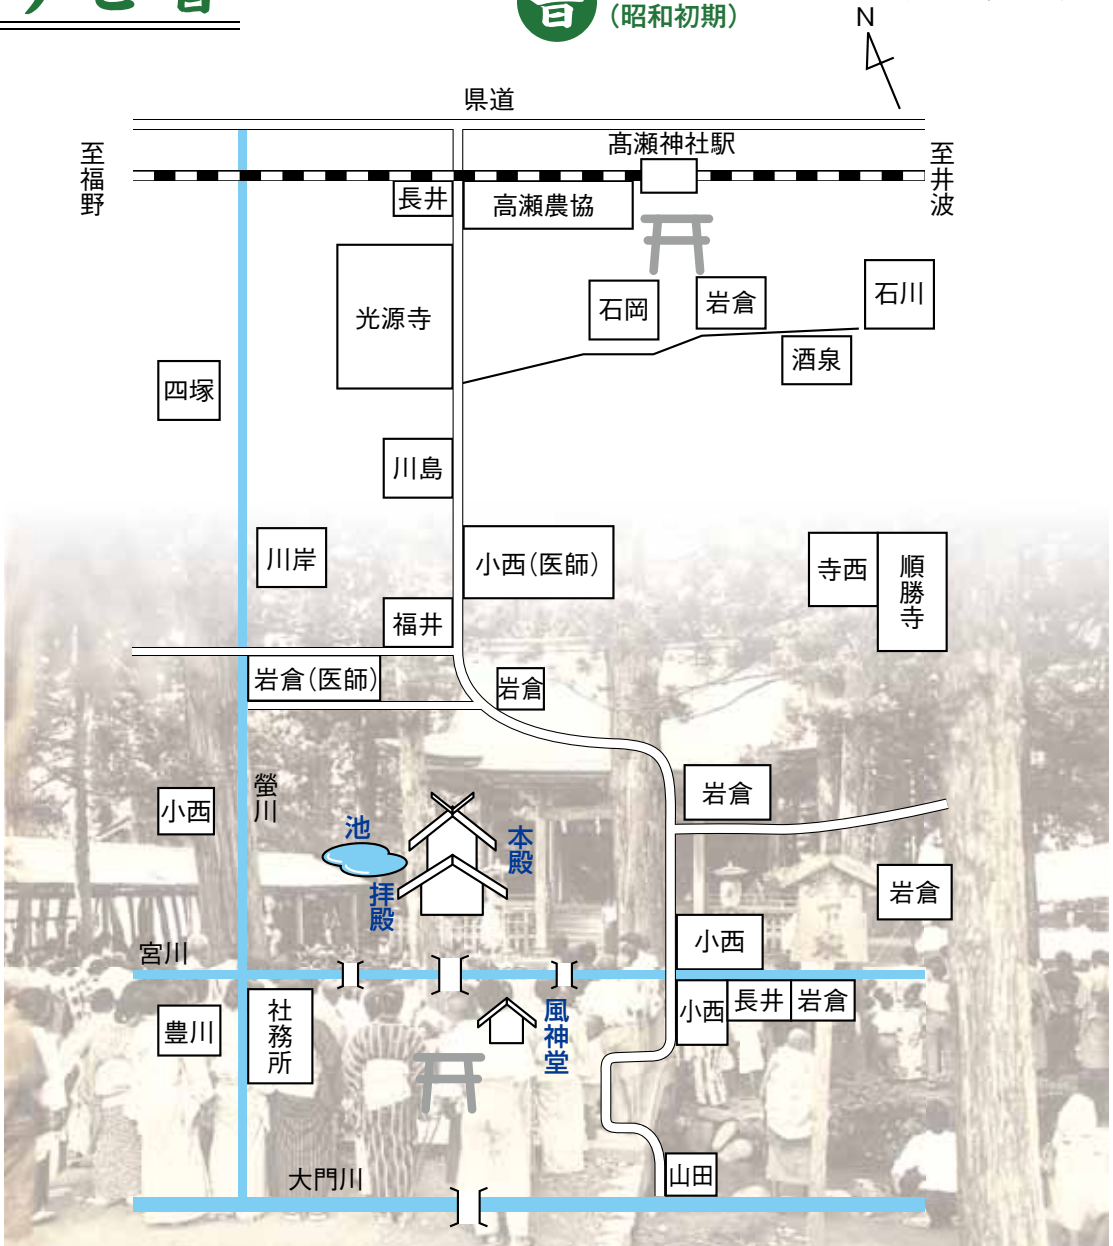 と昔
昔
（昭和初期）
N
県道
至福野
髙瀬神社駅
至井波
長井
高瀬農協
光源寺
石岡
岩倉
石川
酒泉
四塚
川島
川岸
小西（医師）
寺西
順勝寺
福井
岩倉（医師）
岩倉
小西
螢川
池
本殿
拝殿
岩倉
岩倉
宮川
小西
豊川
社務所
風神堂
小西
長井
岩倉
大門川
山田